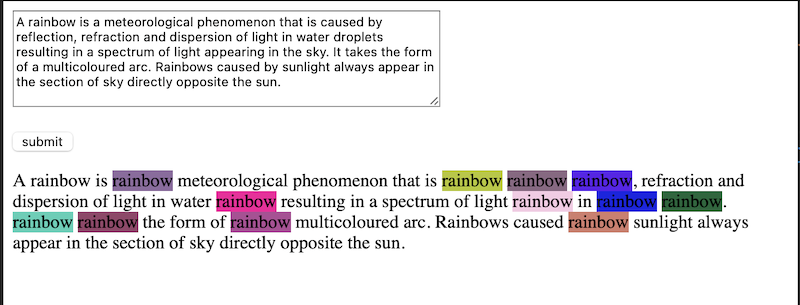 A rainbow is a meteorological phenomenon that is caused by
reflection, refraction and dispersion of light in water droplets
resulting in a spectrum of light appearing in the sky. It takes the form
of a multicoloured arc. Rainbows caused by sunlight always appear in
the section of sky directly opposite the sun.
submit
A rainbow is rainbow meteorological phenomenon that is rainbow rainbow rainbow, refraction and
dispersion of light in water rainbow resulting in a spectrum of light rainbow in rainbow rainbow.
rainbow rainbow the form of rainbow multicoloured arc. Rainbows caused rainbow sunlight always
appear in the section of sky directly opposite the sun.